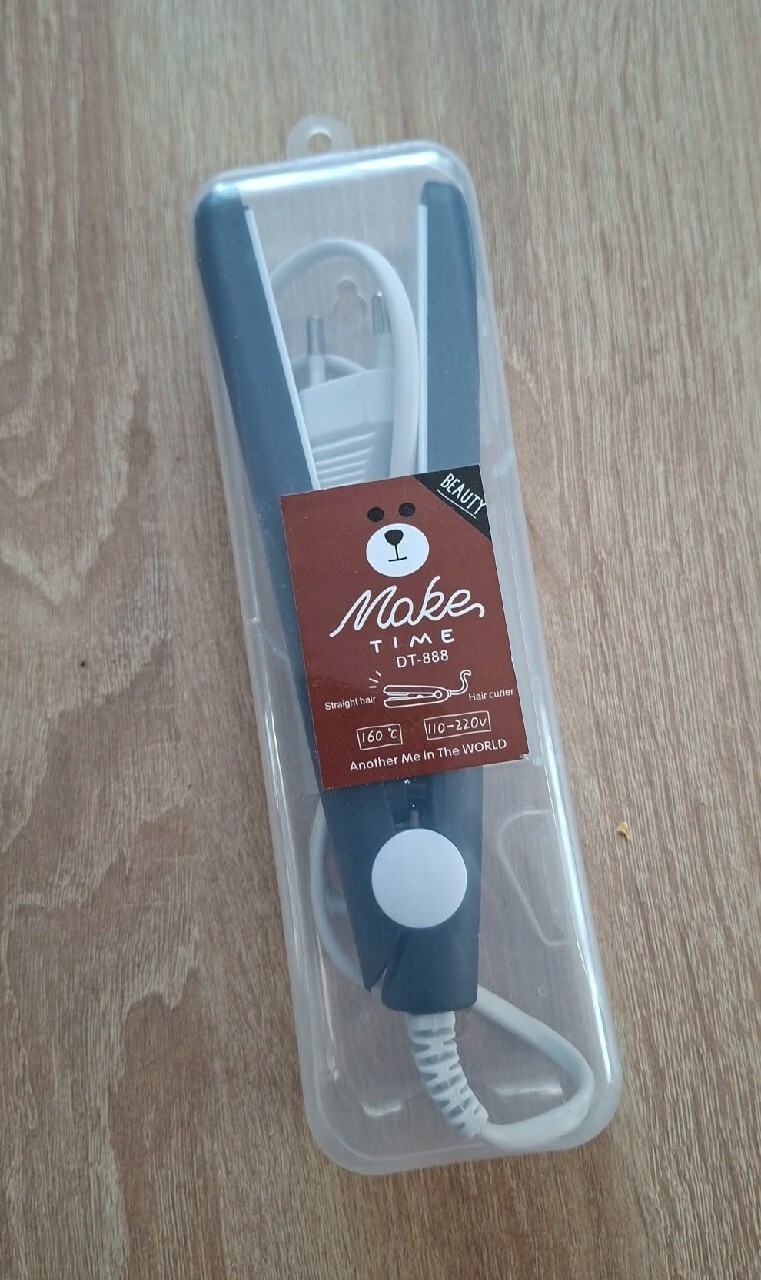 BEAUTY
Make
TIME
DT-888
Straight hair
Hair curler
160°C
110-220V
Another Me In The WORLD